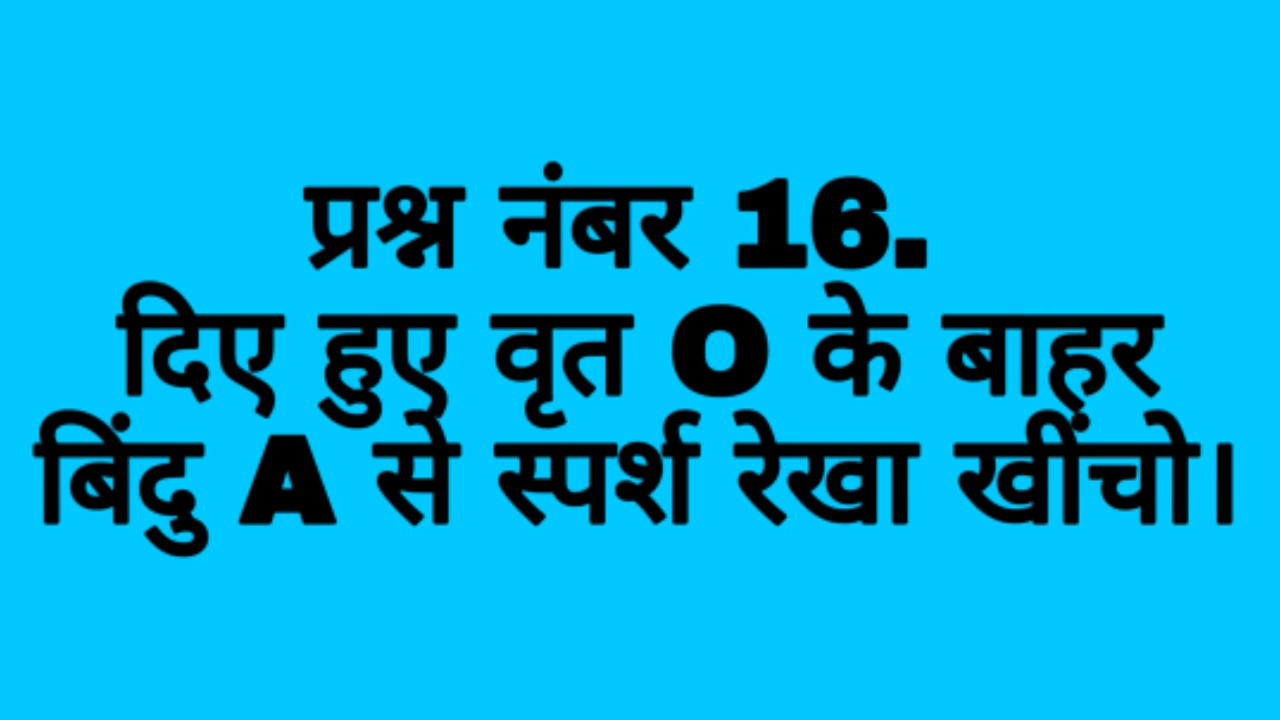 प्रश्न नंबर 16.
दिए हुए वृत O के बाहर
बिंदु A से स्पर्श रेखा खींचो।